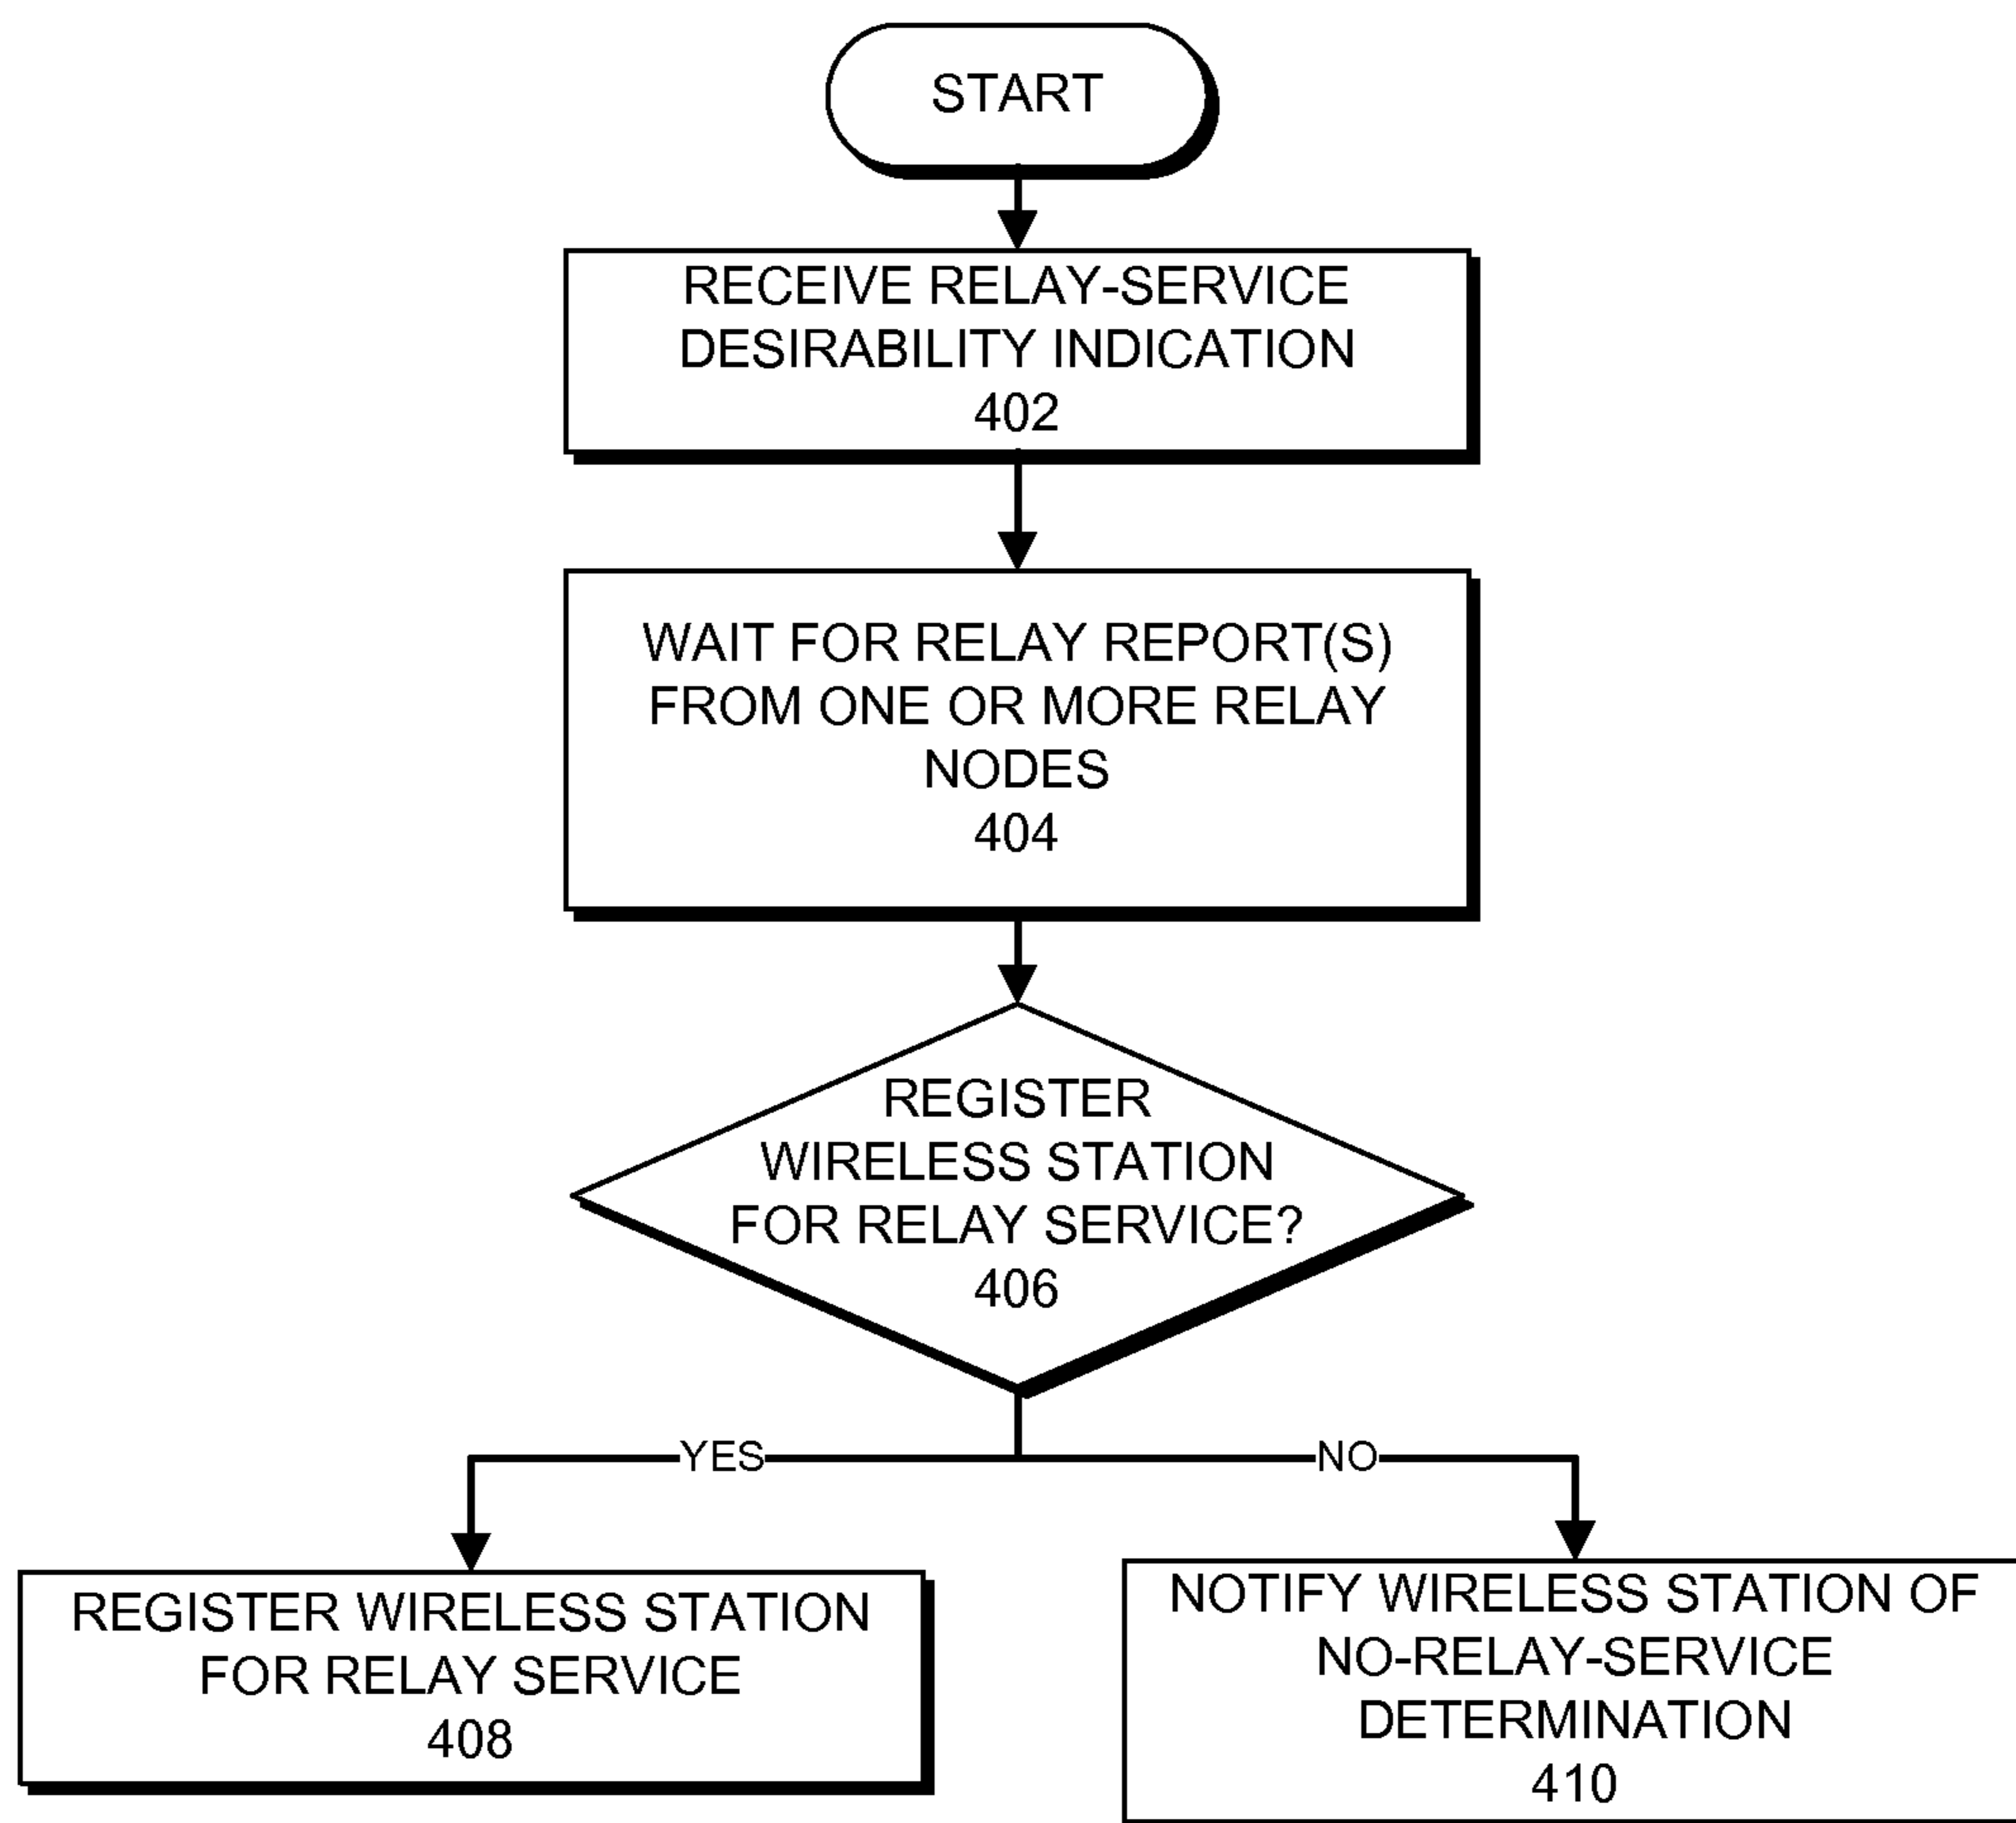 START
RECEIVE RELAY-SERVICE
DESIRABILITY INDICATION
402
WAIT FOR RELAY REPORT(S)
FROM ONE OR MORE RELAY
NODES
404
REGISTER
WIRELESS STATION
FOR RELAY SERVICE?
406
YES
NO
REGISTER WIRELESS STATION
FOR RELAY SERVICE
408
NOTIFY WIRELESS STATION OF
NO-RELAY-SERVICE
DETERMINATION
410